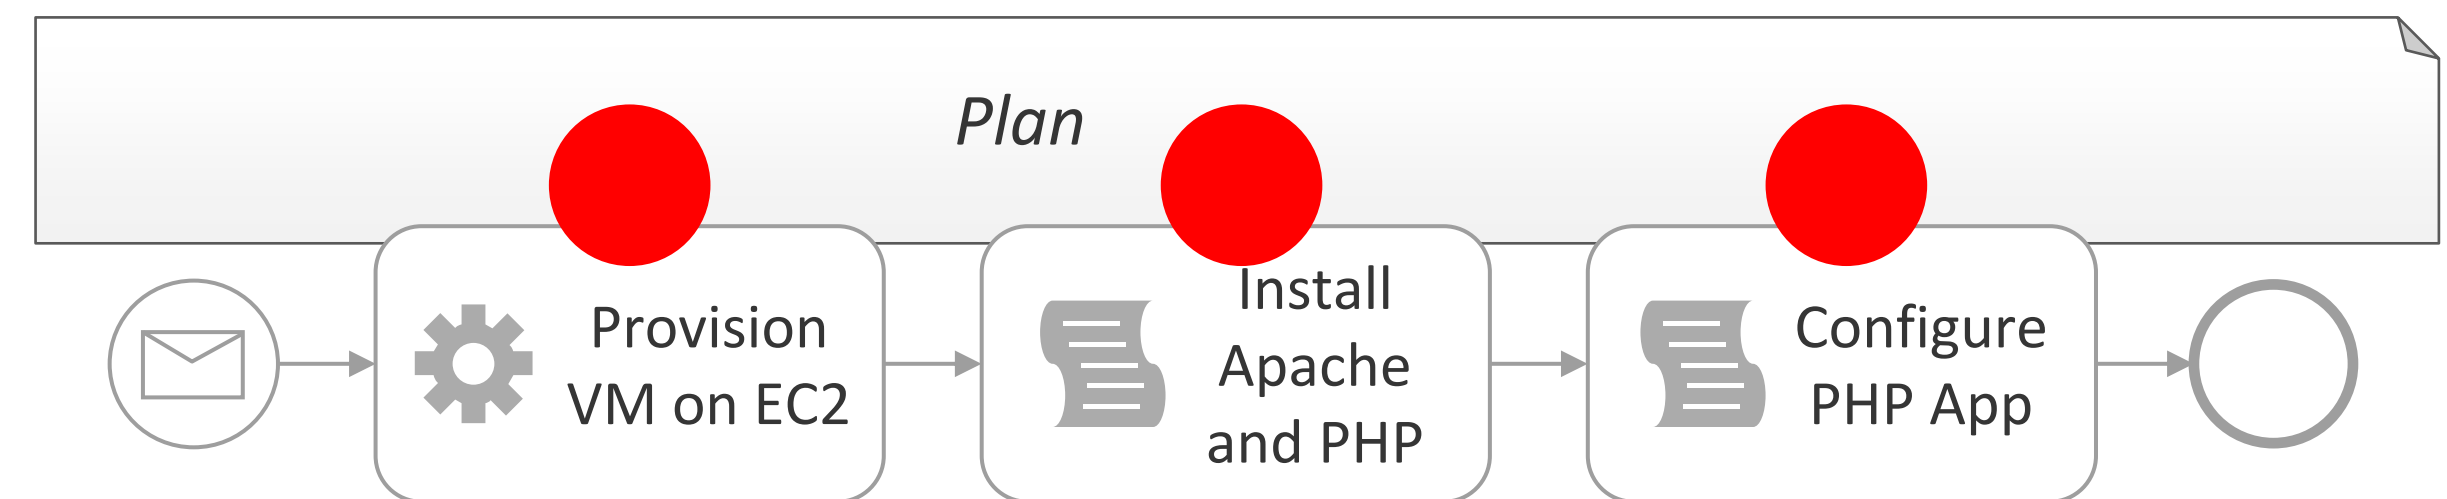 Plan
Provision
VM on EC2
Install
Apache
and PHP
Configure
PHP App